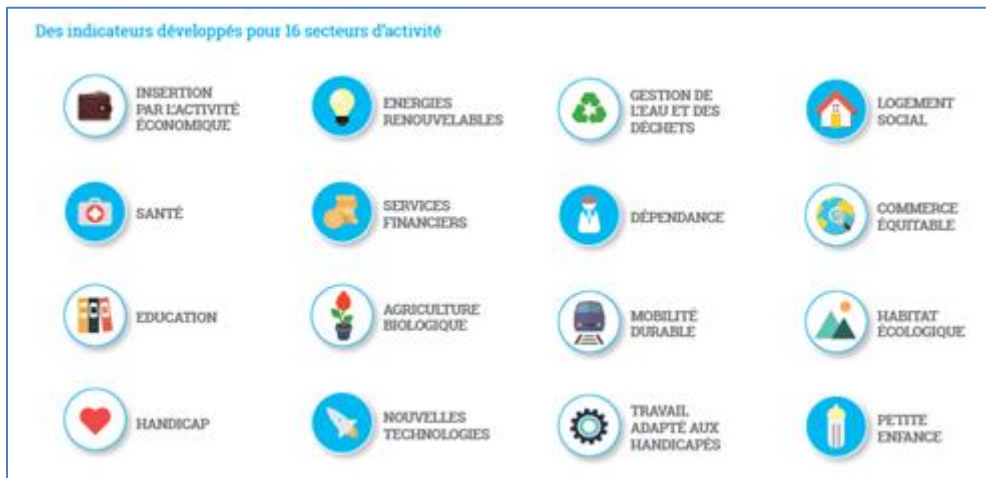 Des indicateurs développés pour 16 secteurs d'activité
INSERTION
PAR L'ACTIVITÉ
ÉCONOMIQUE
ENERGIES
RENOUVELABLES
GESTION DE
L'EAU ET DES
DÉCHETS
LOGEMENT
SOCIAL
SANTÉ
SERVICES
FINANCIERS
DÉPENDANCE
COMMERCE
ÉQUITABLE
EDUCATION
AGRICULTURE
BIOLOGIQUE
MOBILITÉ
DURABLE
HABITAT
ÉCOLOGIQUE
HANDICAP
NOUVELLES
TECHNOLOGIES
TRAVAIL
ADAPTÉ AUX
HANDICAPÉS
PETITE
ENFANCE